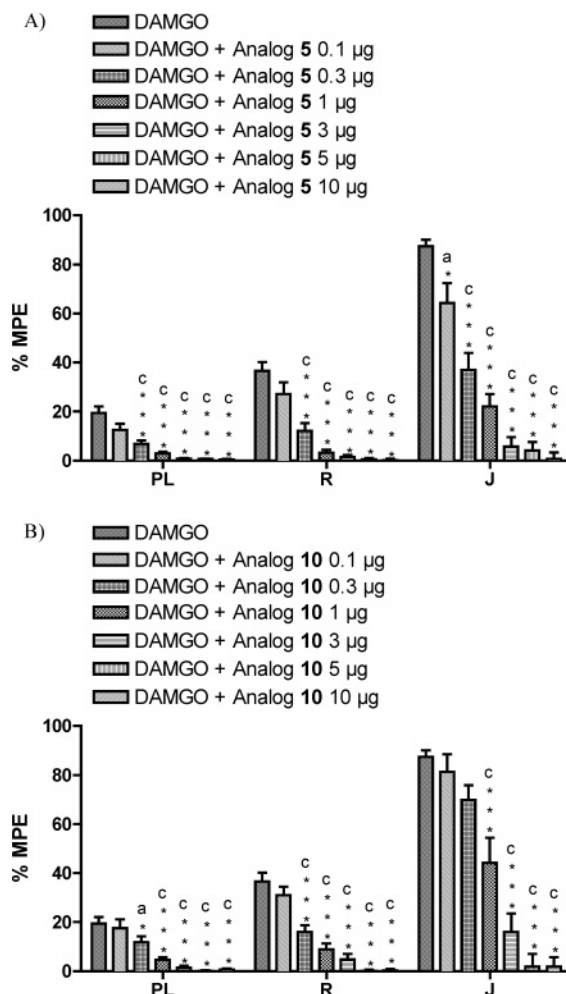 A)
DAMGO
DAMGO + Analog 5 0.1 µg
DAMGO + Analog 5 0.3 µg
DAMGO + Analog 5 1 µg
DAMGO + Analog 5 3 µg
DAMGO + Analog 5 5 µg
DAMGO + Analog 5 10 µg
% MPE
100
80
60
40
20
0
c * * *
c * * *
c * * *
c * * *
c * * *
c * * *
c * * *
c * * *
c * * *
c * * *
a *
c * * *
c * * *
c * * *
c * * *
c * * *
PL R J
B)
DAMGO
DAMGO + Analog 10 0.1 µg
DAMGO + Analog 10 0.3 µg
DAMGO + Analog 10 1 µg
DAMGO + Analog 10 3 µg
DAMGO + Analog 10 5 µg
DAMGO + Analog 10 10 µg
% MPE
100
80
60
40
20
0
a *
c * * *
c * * *
c * * *
c * * *
c * * *
c * * *
c * * *
c * * *
c * * *
c * * *
c * * *
c * * *
c * * *
PL R J